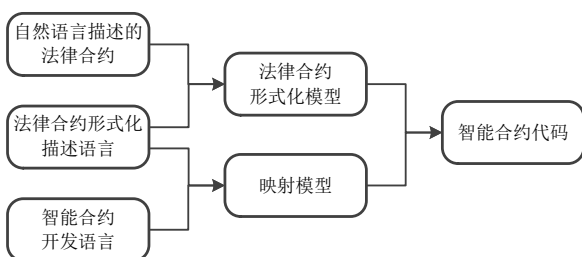 自然语言描述的
法律合约
法律合约形式化
描述语言
智能合约
开发语言
法律合约
形式化模型
映射模型
智能合约代码